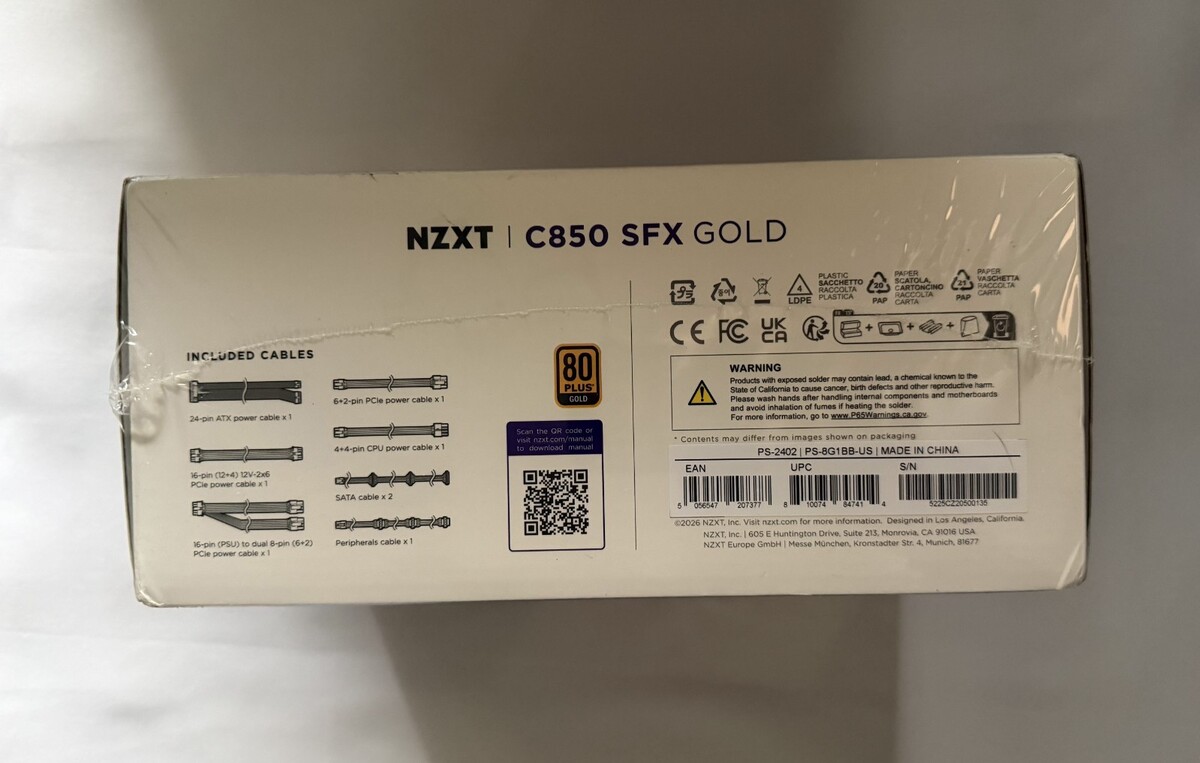 NZXT | C850 SFX GOLD
INCLUDED CABLES
24-pin ATX power cable x 1
16-pin (12+4) 12V-2x6
PCIe power cable x 1
16-pin (PSU) to dual 8-pin (6+2)
PCIe power cable x 1
6+2-pin PCIe power cable x 1
4+4-pin CPU power cable x 1
SATA cable x 2
Peripherals cable x 1
80
PLUS
GOLD
Scan the QR code or
visit nzxt.com/manual
to download manual
4
LDPE
PLASTIC
SACCHETTO
RACCOLTA
PLASTICA
20
PAP
PAPER
SCATOLA,
CARTONCINO
RACCOLTA
CARTA
21
PAP
PAPER
VASCHETTA
RACCOLTA
CARTA
CE FC UK
CA
WARNING
Products with exposed solder may contain lead, a chemical known to the
State of California to cause cancer, birth defects and other reproductive harm.
Please wash hands after handling internal components and motherboards
and avoid inhalation of fumes if heating the solder.
For more information, go to www.P65Warnings.ca.gov.
* Contents may differ from images shown on packaging
PS-2402 | PS-8G1BB-US | MADE IN CHINA
EAN UPC S/N
5 056547 207377 8 10074 84741 4 5225CZ20500135
©2026 NZXT, Inc. Visit nzxt.com for more information. Designed in Los Angeles, California.
NZXT, Inc. | 605 E Huntington Drive, Suite 213, Monrovia, CA 91016 USA
NZXT Europe GmbH | Messe München, Kronstadter Str. 4, Munich, 81677